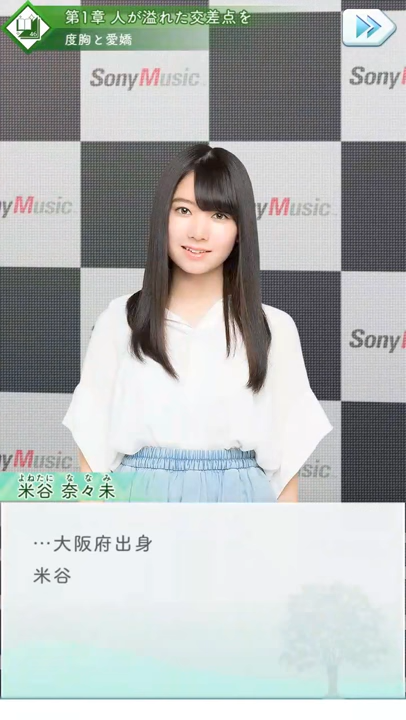 第1章 人が溢れた交差点を
度胸と愛嬌
Sony Music
Sony Music
y Music
y Music
Sony
y Music
sic
よねたに ななみ
米谷 奈々未
…大阪府出身
米谷